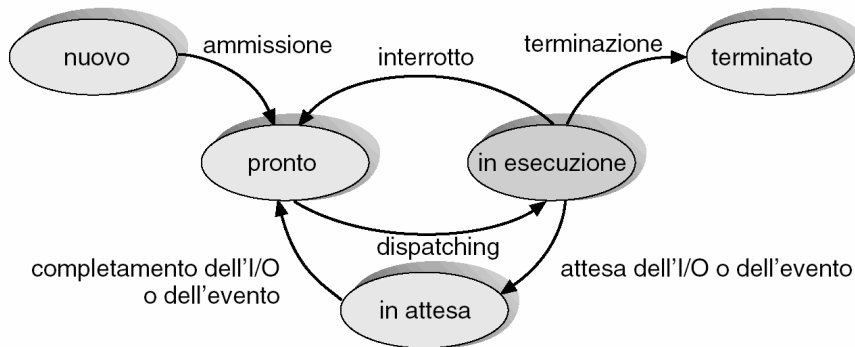 nuovo
ammissione
interrotto
terminazione
terminato
pronto
in esecuzione
dispatching
completamento dell'I/O
o dell'evento
attesa dell'I/O o dell'evento
in attesa